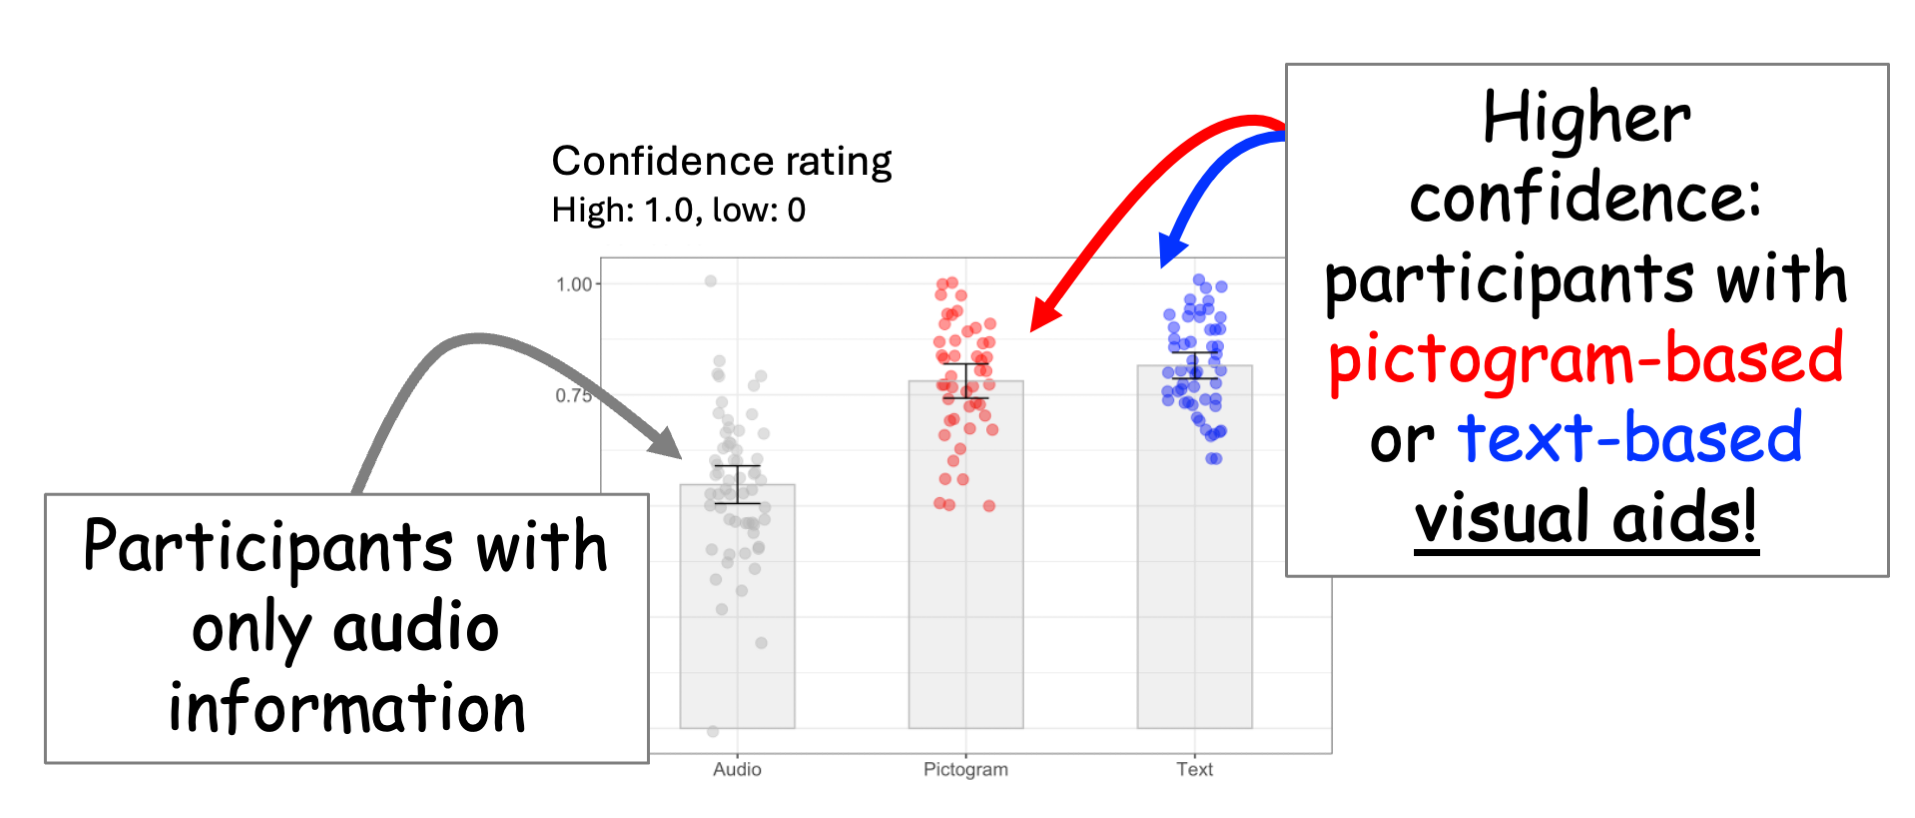 Confidence rating
High: 1.0, low: 0
Higher
confidence:
participants with
pictogram-based
or text-based
visual aids!
1.00
0.75
Participants with
only audio
information
Audio
Pictogram
Text